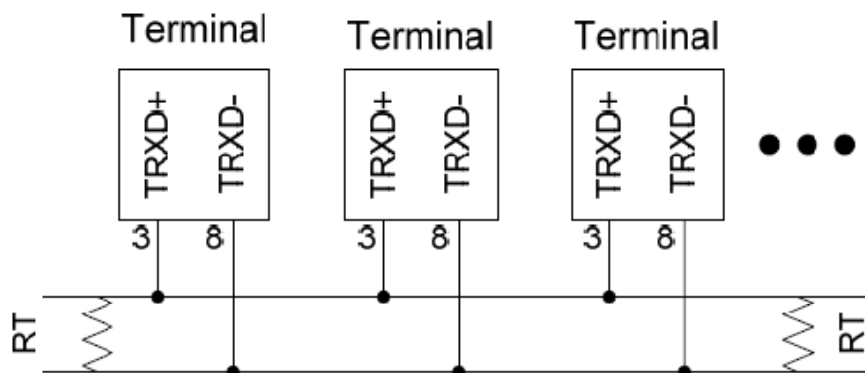 Terminal Terminal Terminal
TRXD+ TRXD- TRXD+ TRXD- TRXD+ TRXD-
3 8 3 8 3 8
RT RT